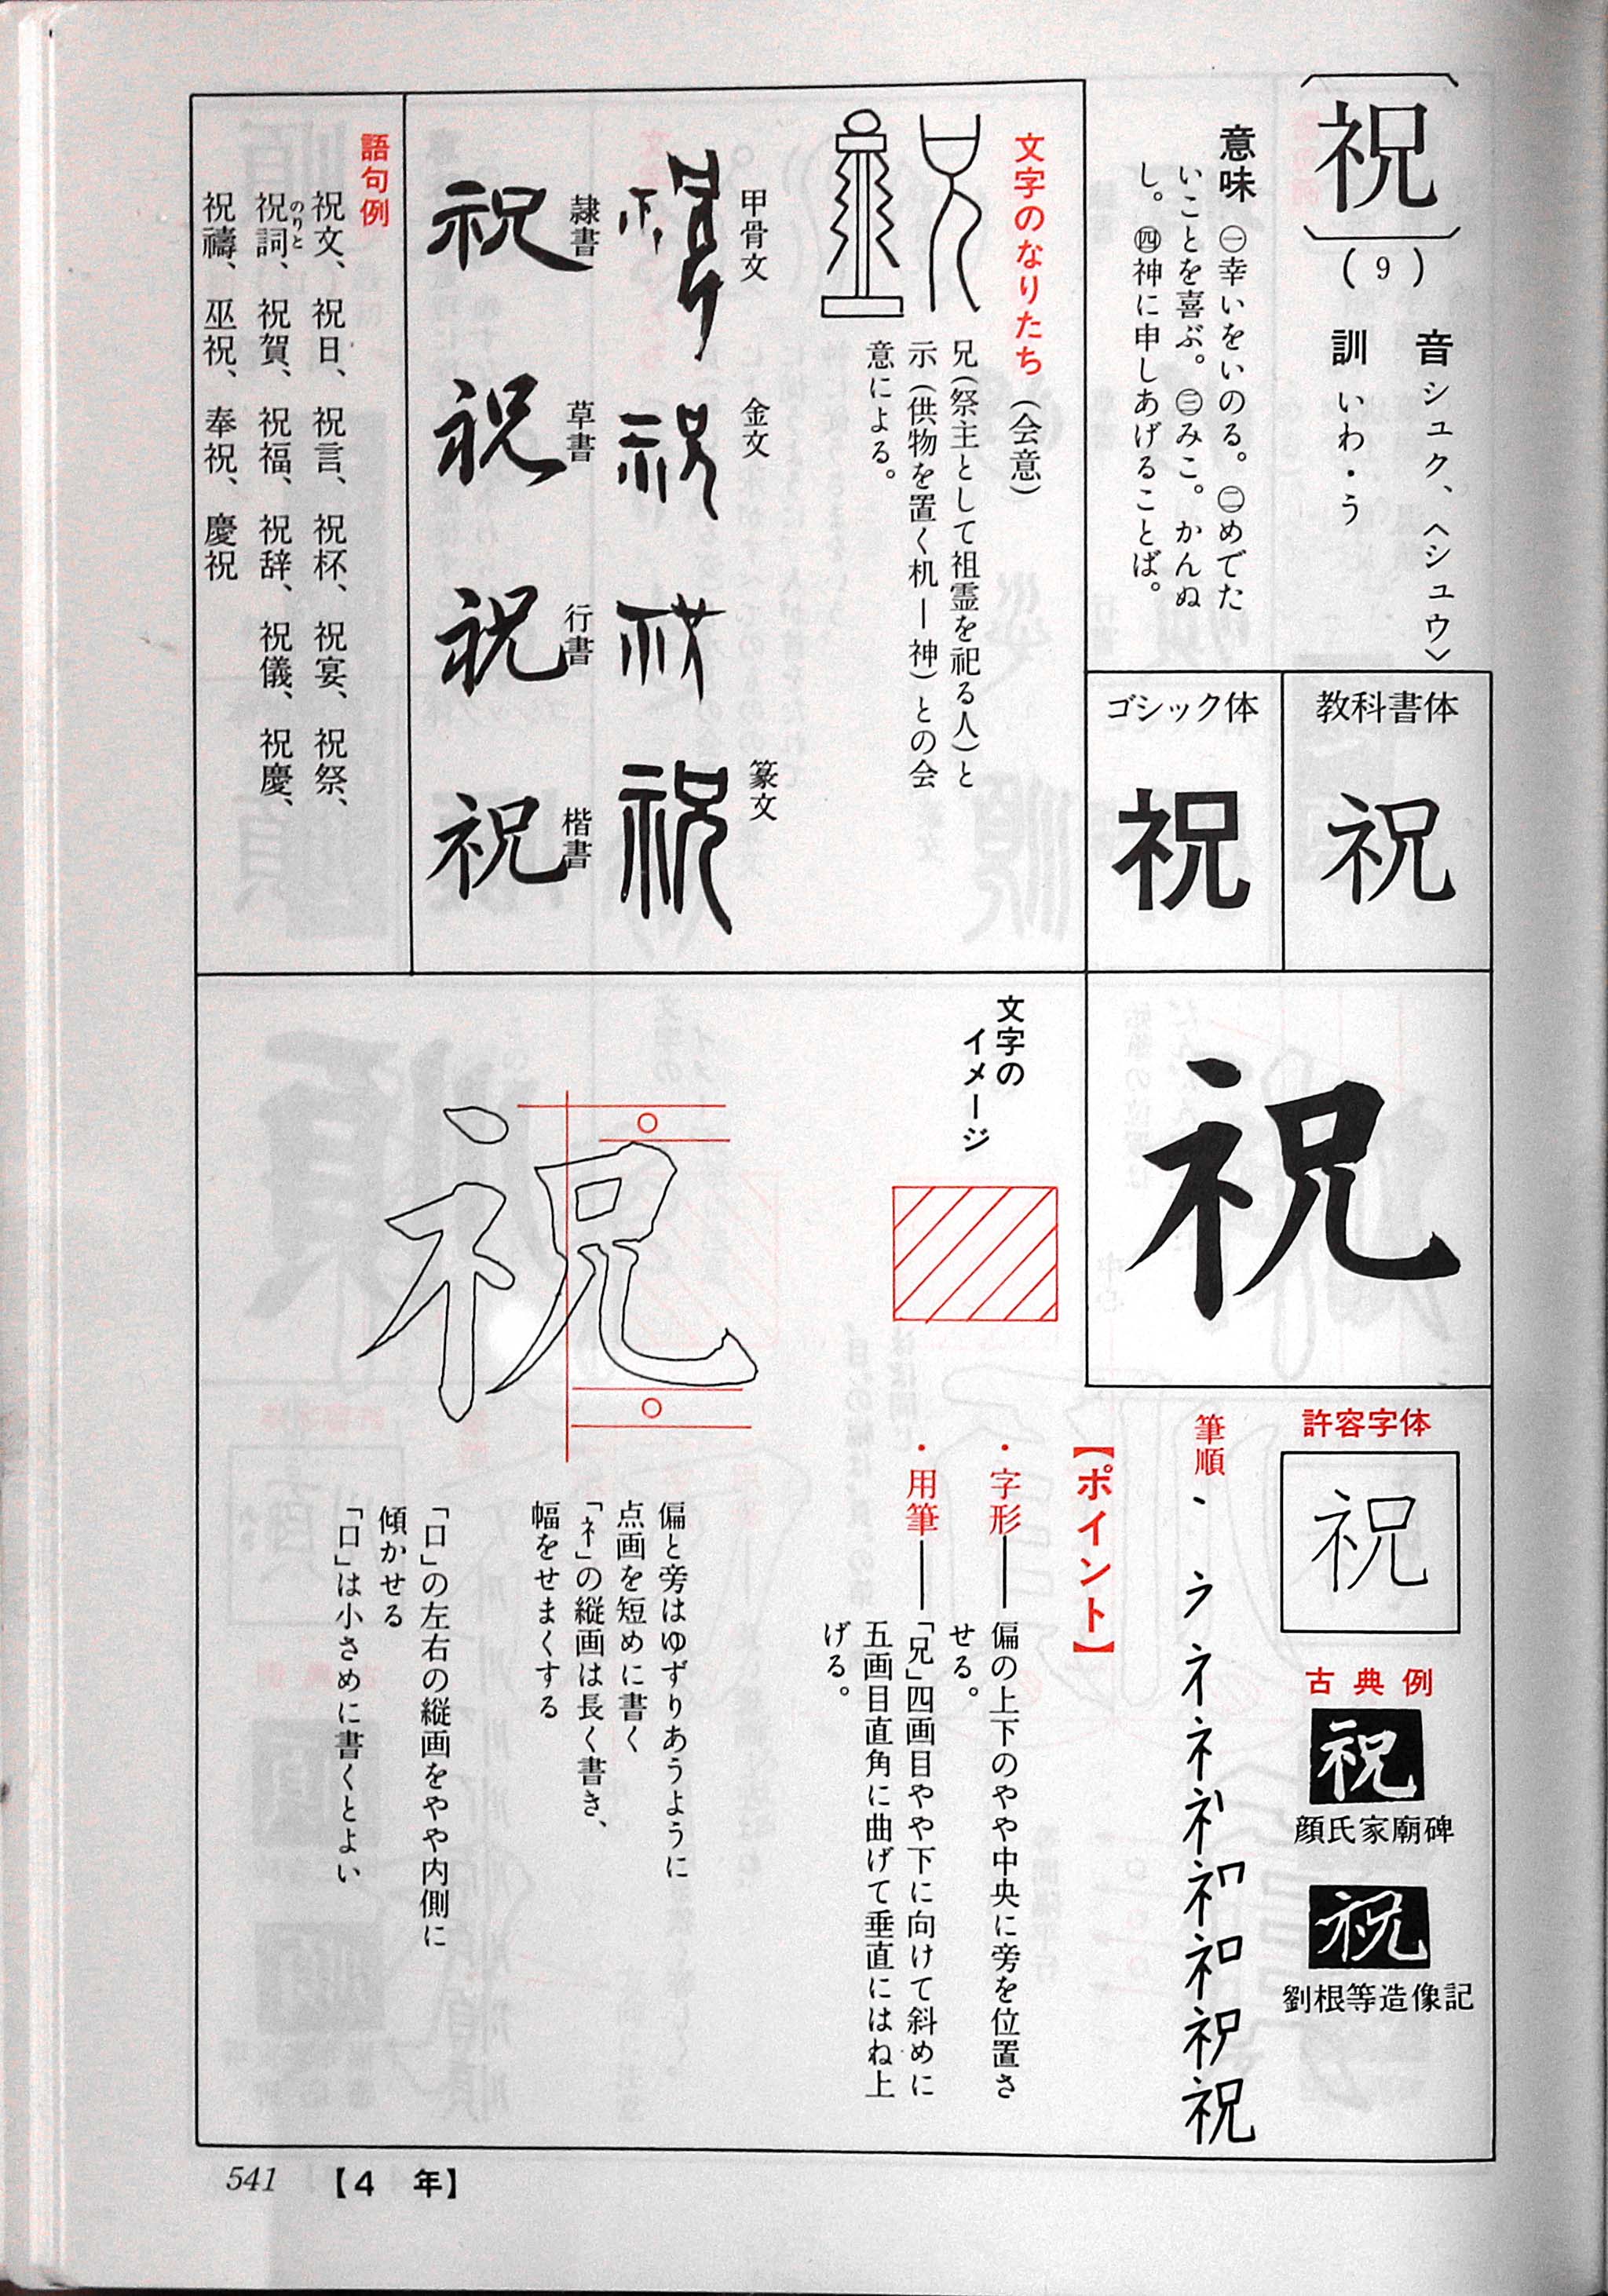 祝
(9)
音 シュク、〈シュウ〉
訓 いわ・う
意味 ㊀幸いをいのる。㊁めでた
いことを喜ぶ。㊂みこ。かんぬ
し。㊃神に申しあげることば。
教科書体
祝
ゴシック体
祝
文字のなりたち(会意)
兄(祭主として祖霊を祀る人)と
示(供物を置く机―神)との会
意による。
甲骨文
金文
篆文
祝
隷書
祝
草書
祝
行書
祝
楷書
祝
語句例
祝文、祝日、祝言、祝杯、祝宴、祝祭、
祝詞、祝賀、祝福、祝辞、祝儀、祝慶、
のりと
祝禱、巫祝、奉祝、慶祝
祝
許容字体
祝
古典例
祝
顔氏家廟碑
祝
劉根等造像記
筆順
祝
【ポイント】
・字形――偏の上下のやや中央に旁を位置さ
せる。
・用筆――「兄」四画目やや下に向けて斜めに
五画目直角に曲げて垂直にはね上
げる。
文字の
イメージ
祝
偏と旁はゆずりあうように
点画を短めに書く
「ネ」の縦画は長く書き、
幅をせまくする
「口」の左右の縦画をやや内側に
傾かせる
「口」は小さめに書くとよい
541 【4 年】